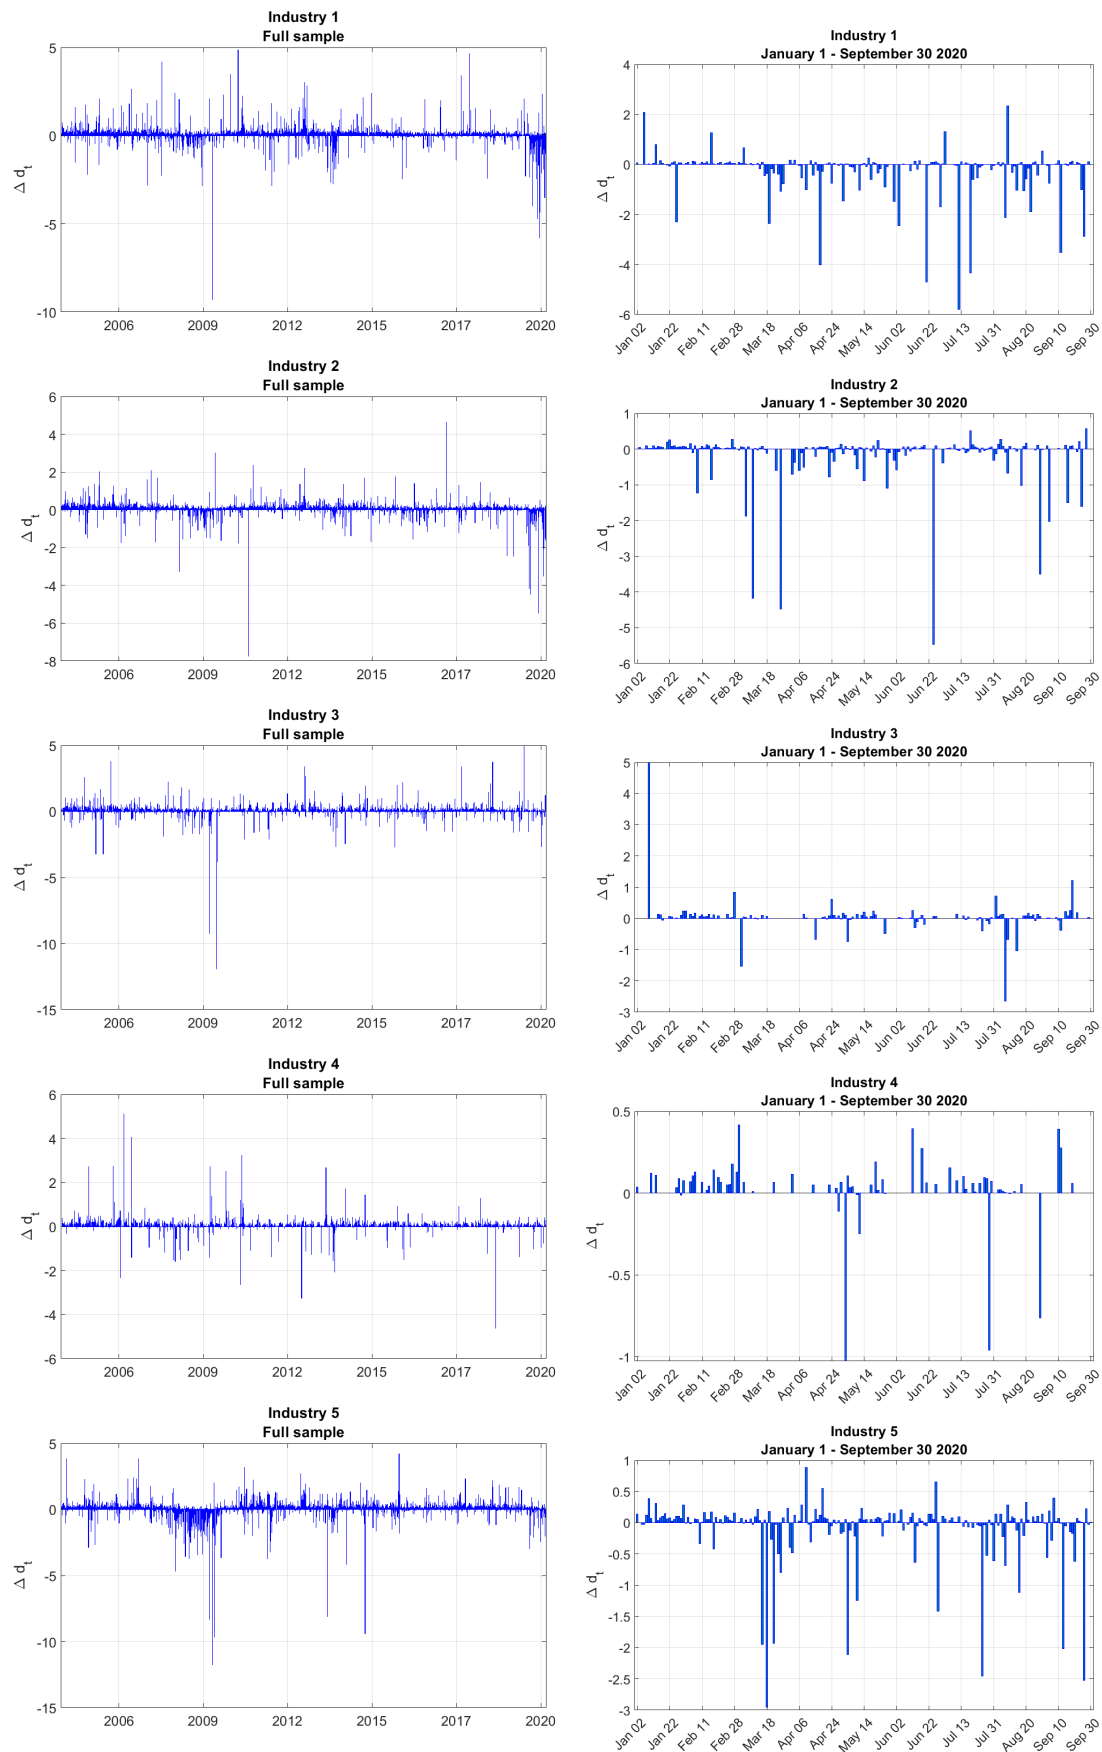 Industry 1
Full sample
5
0
-5
-10
Δ d_t
2006 2009 2012 2015 2017 2020
Industry 1
January 1 - September 30 2020
4
2
0
-2
-4
-6
Δ d_t
Jan 02 Jan 22 Feb 11 Feb 28 Mar 18 Apr 06 Apr 24 May 14 Jun 02 Jun 22 Jul 13 Jul 31 Aug 20 Sep 10 Sep 30
Industry 2
Full sample
6
4
2
0
-2
-4
-6
-8
Δ d_t
2006 2009 2012 2015 2017 2020
Industry 2
January 1 - September 30 2020
1
0
-1
-2
-3
-4
-5
-6
Δ d_t
Jan 02 Jan 22 Feb 11 Feb 28 Mar 18 Apr 06 Apr 24 May 14 Jun 02 Jun 22 Jul 13 Jul 31 Aug 20 Sep 10 Sep 30
Industry 3
Full sample
5
0
-5
-10
-15
Δ d_t
2006 2009 2012 2015 2017 2020
Industry 3
January 1 - September 30 2020
5
4
3
2
1
0
-1
-2
-3
Δ d_t
Jan 02 Jan 22 Feb 11 Feb 28 Mar 18 Apr 06 Apr 24 May 14 Jun 02 Jun 22 Jul 13 Jul 31 Aug 20 Sep 10 Sep 30
Industry 4
Full sample
6
4
2
0
-2
-4
-6
Δ d_t
2006 2009 2012 2015 2017 2020
Industry 4
January 1 - September 30 2020
0.5
0
-0.5
-1
Δ d_t
Jan 02 Jan 22 Feb 11 Feb 28 Mar 18 Apr 06 Apr 24 May 14 Jun 02 Jun 22 Jul 13 Jul 31 Aug 20 Sep 10 Sep 30
Industry 5
Full sample
5
0
-5
-10
-15
Δ d_t
2006 2009 2012 2015 2017 2020
Industry 5
January 1 - September 30 2020
1
0.5
0
-0.5
-1
-1.5
-2
-2.5
-3
Δ d_t
Jan 02 Jan 22 Feb 11 Feb 28 Mar 18 Apr 06 Apr 24 May 14 Jun 02 Jun 22 Jul 13 Jul 31 Aug 20 Sep 10 Sep 30